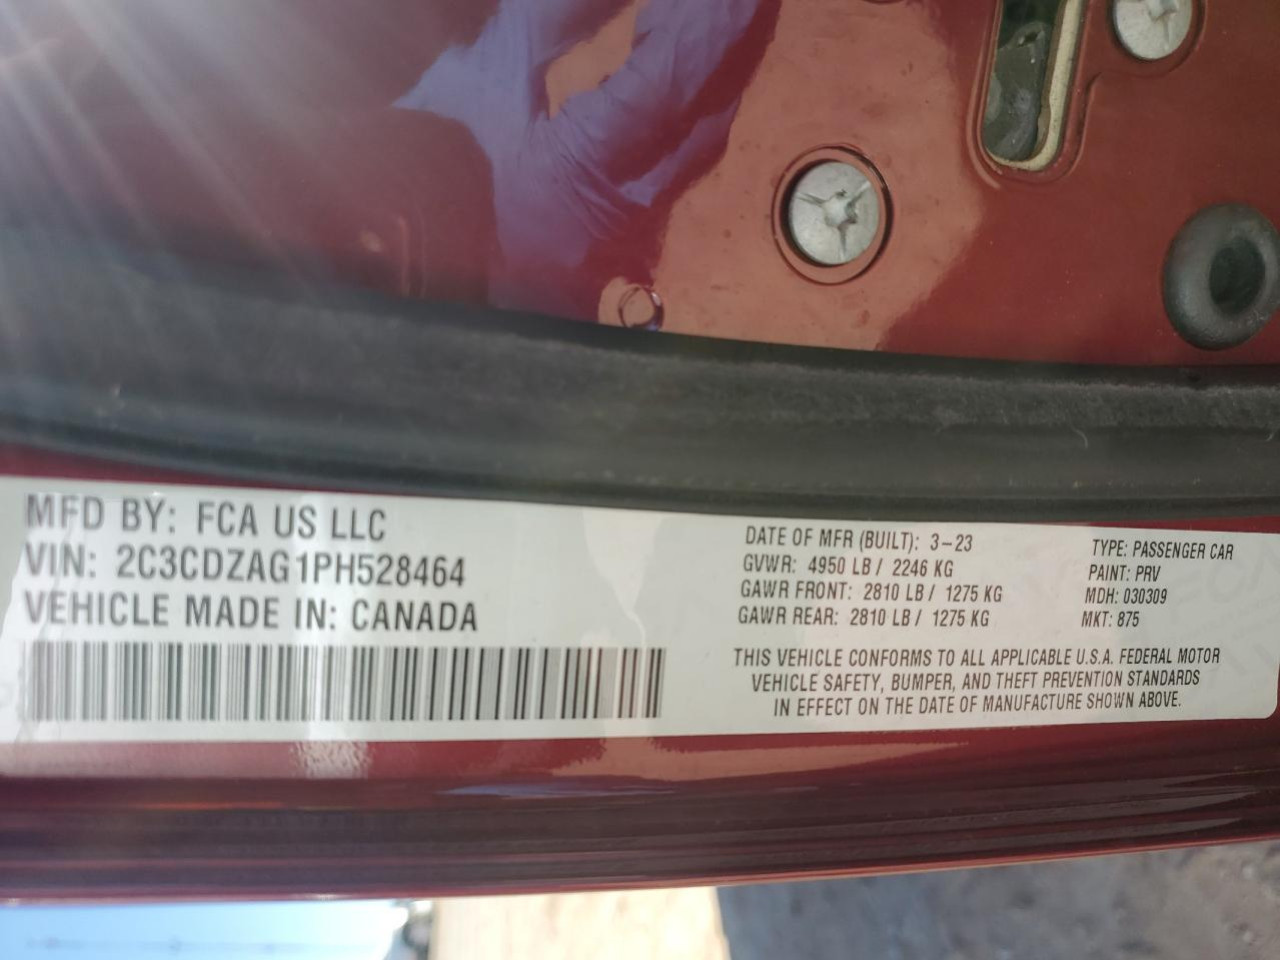 MFD BY: FCA US LLC
VIN: 2C3CDZAG1PH528464
VEHICLE MADE IN: CANADA
DATE OF MFR (BUILT): 3-23
GVWR: 4950 LB / 2246 KG
GAWR FRONT: 2810 LB / 1275 KG
GAWR REAR: 2810 LB / 1275 KG
TYPE: PASSENGER CAR
PAINT: PRV
MDH: 030309
MKT: 875
THIS VEHICLE CONFORMS TO ALL APPLICABLE U.S.A. FEDERAL MOTOR
VEHICLE SAFETY, BUMPER, AND THEFT PREVENTION STANDARDS
IN EFFECT ON THE DATE OF MANUFACTURE SHOWN ABOVE.